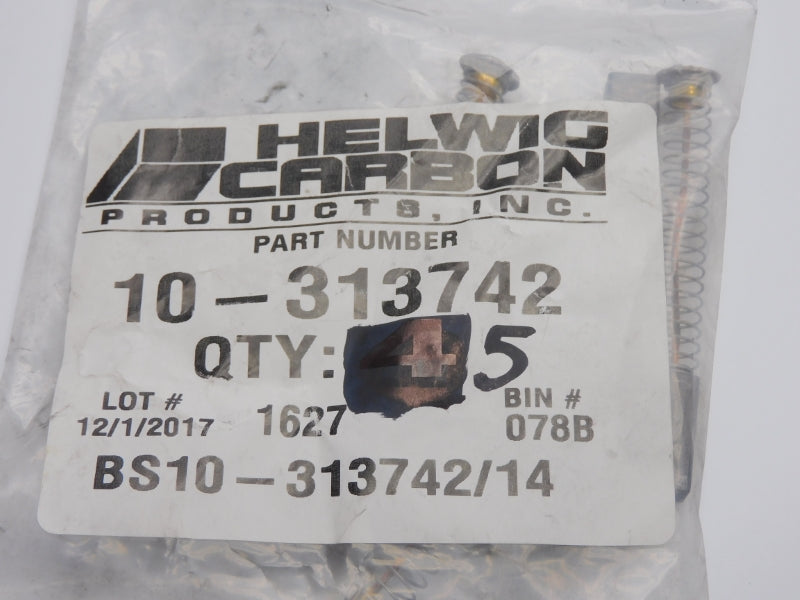 HELWIG
CARBON
PRODUCTS, INC.
PART NUMBER
10-313742
QTY: 4 5
LOT # BIN #
12/1/2017 1627 078B
BS10-313742/14